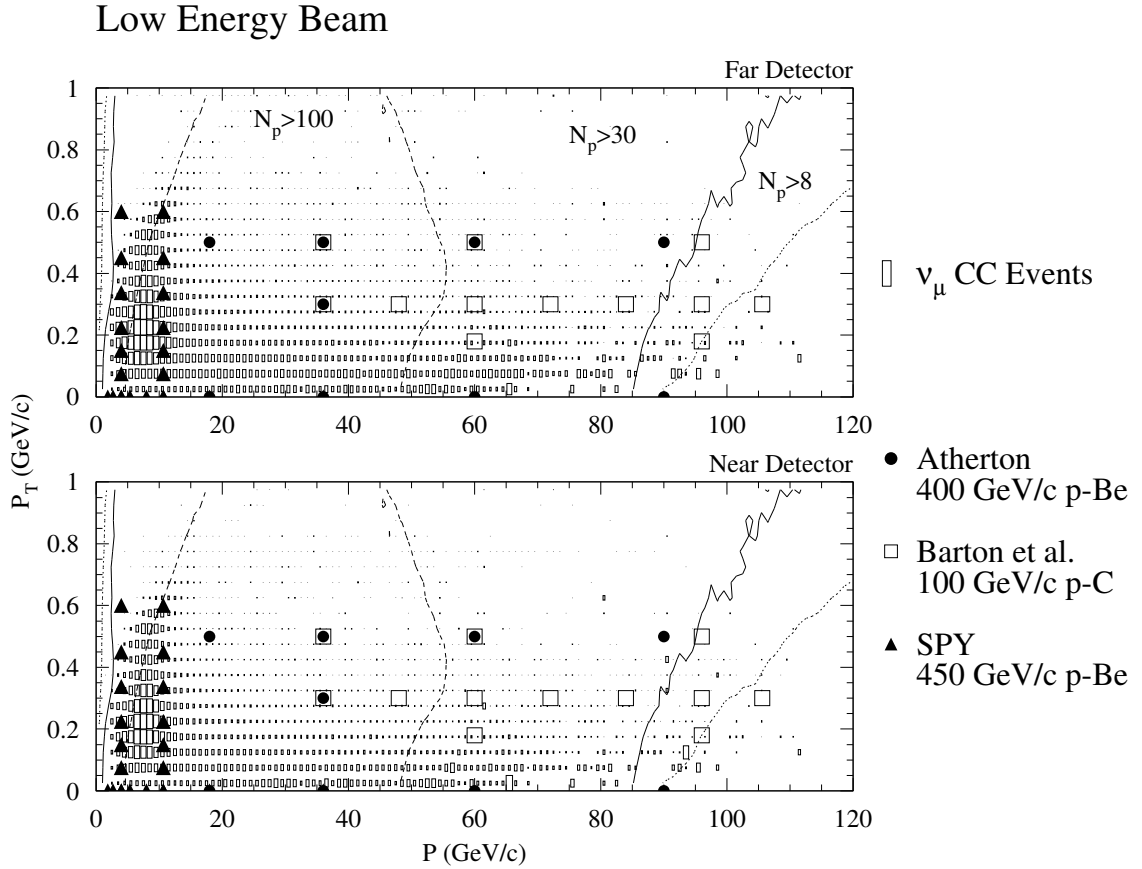 Low Energy Beam
Far Detector
1
0.8
0.6
0.4
0.2
0
N_p>100
N_p>30
N_p>8
0 20 40 60 80 100 120
ν_μ CC Events
Near Detector
1
0.8
0.6
0.4
0.2
0
0 20 40 60 80 100 120
P_T (GeV/c)
P (GeV/c)
Atherton
400 GeV/c p-Be
Barton et al.
100 GeV/c p-C
SPY
450 GeV/c p-Be